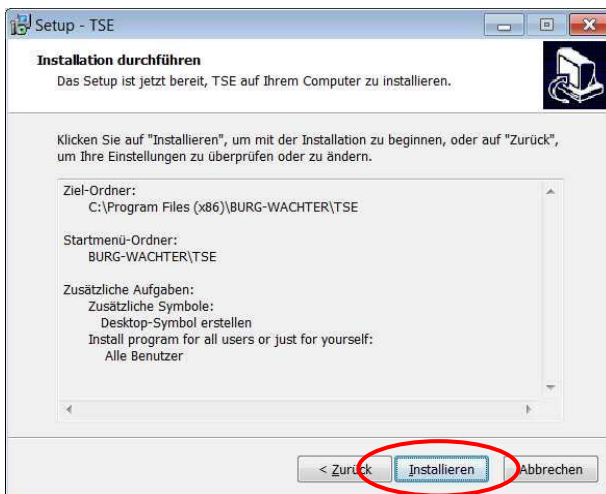 Setup - TSE
Installation durchführen
Das Setup ist jetzt bereit, TSE auf Ihrem Computer zu installieren.
Klicken Sie auf "Installieren", um mit der Installation zu beginnen, oder auf "Zurück",
um Ihre Einstellungen zu überprüfen oder zu ändern.
Ziel-Ordner:
C:\Program Files (x86)\BURG-WACHTER\TSE
Startmenü-Ordner:
BURG-WACHTER\TSE
Zusätzliche Aufgaben:
Zusätzliche Symbole:
Desktop-Symbol erstellen
Install program for all users or just for yourself:
Alle Benutzer
< Zurück Installieren Abbrechen